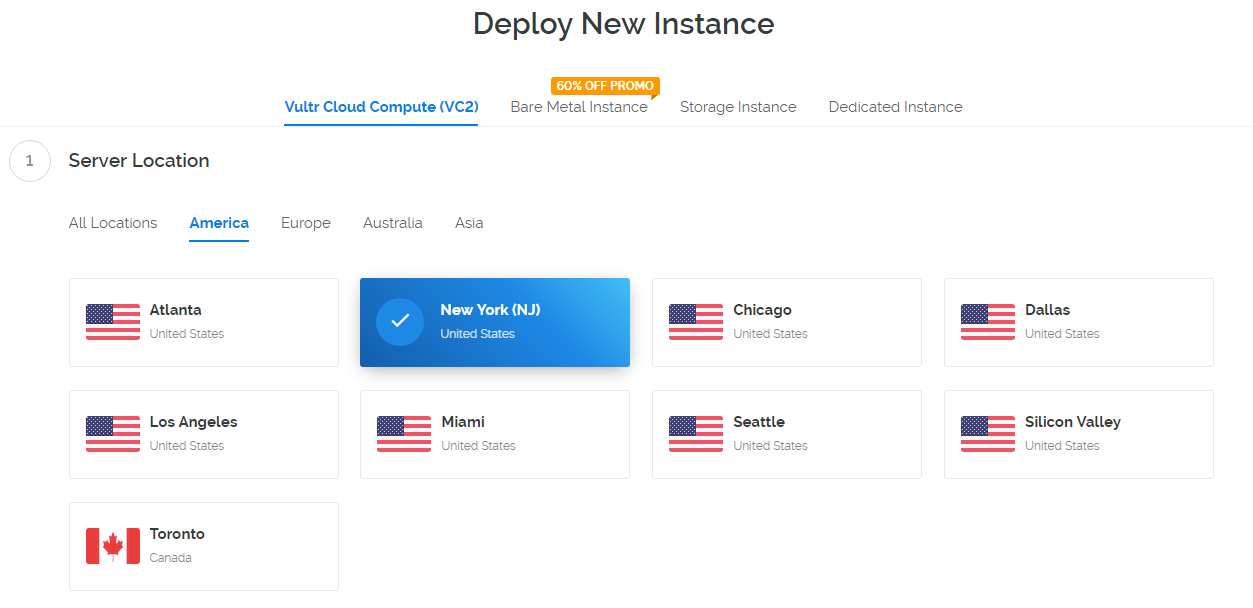 Deploy New Instance
60% OFF PROMO
Vultr Cloud Compute (VC2) Bare Metal Instance Storage Instance Dedicated Instance
1 Server Location
All Locations America Europe Australia Asia
Atlanta New York (NJ) Chicago Dallas
United States United States United States United States
Los Angeles Miami Seattle Silicon Valley
United States United States United States United States
Toronto
Canada